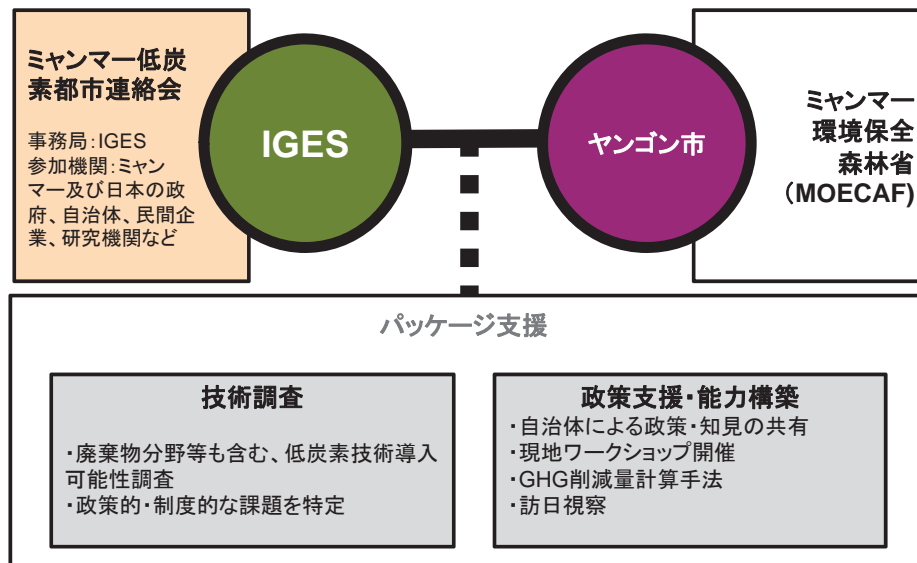 ミャンマー低炭
素都市連絡会
事務局:IGES
参加機関:ミャン
マー及び日本の政
府、自治体、民間企
業、研究機関など
IGES
ヤンゴン市
ミャンマー
環境保全
森林省
(MOECAF)
パッケージ支援
技術調査
・廃棄物分野等も含む、低炭素技術導入
可能性調査
・政策的・制度的な課題を特定
政策支援・能力構築
・自治体による政策・知見の共有
・現地ワークショップ開催
・GHG削減量計算手法
・訪日視察